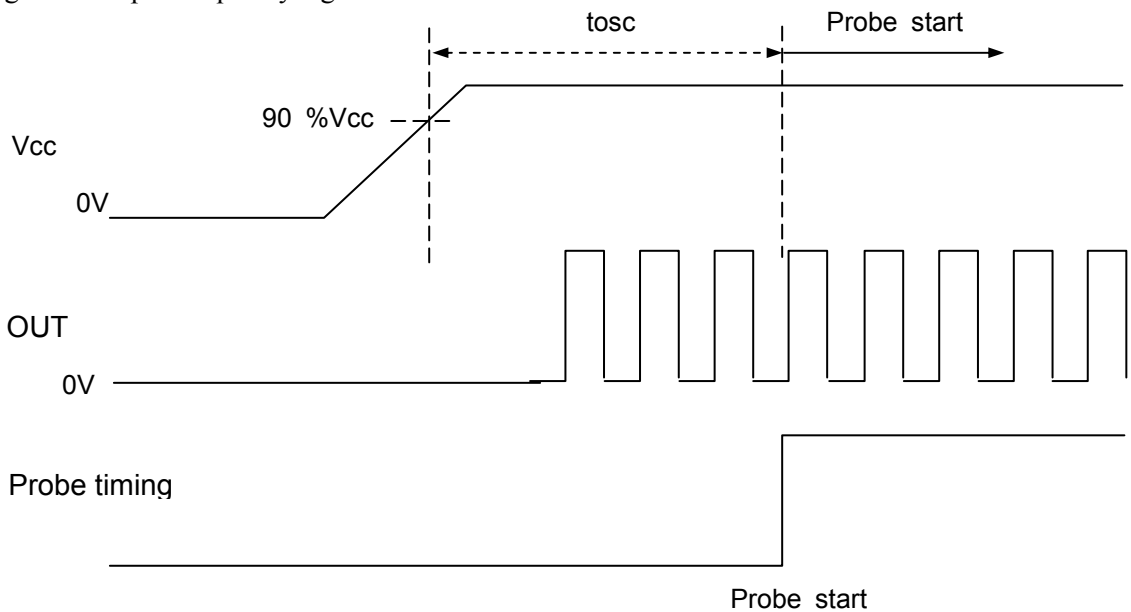 tosc
Probe start
90 %Vcc
Vcc
0V
OUT
0V
Probe timing
Probe start